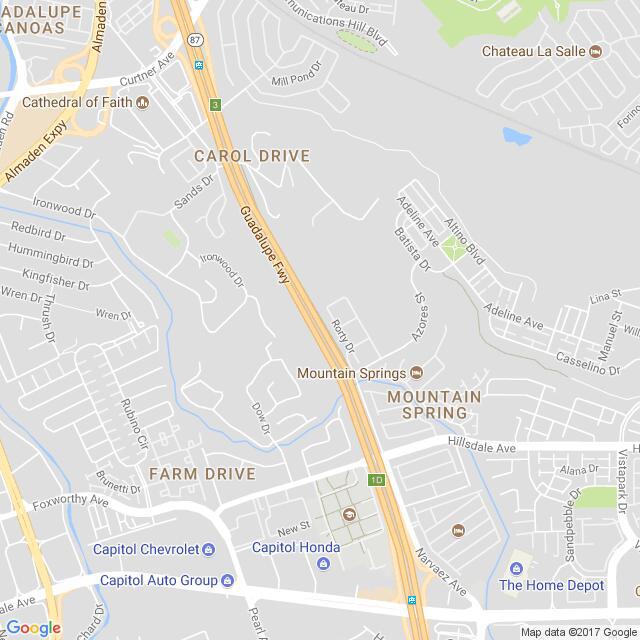 ADALUPE
CANOAS
Almaden
Dr
Communications Hill Blvd
87
Chateau La Salle
Curtner Ave
Mill Pond Dr
Cathedral of Faith
3
Almaden Expy
CAROL DRIVE
Sands Dr
Ironwood Dr
Redbird Dr
Hummingbird Dr
Kingfisher Dr
Wren Dr
Thrush Dr
Wren Dr
Ironwood Dr
Guadalupe Fwy
Adeline Ave
Altino Blvd
Batista Dr
Azores St
Adeline Ave
Lina St
Manuel St
Casselino Dr
Rorty Dr
Mountain Springs
MOUNTAIN
SPRING
Dow Dr
Rubino Cir
FARM DRIVE
Brunetti Dr
Foxworthy Ave
Hillsdale Ave
Alana Dr
Vistapark Dr
Sandpebble Dr
1D
New St
Capitol Chevrolet
Capitol Honda
Capitol Auto Group
Narvaez Ave
The Home Depot
Pearl
Google
Map data ©2017 Google